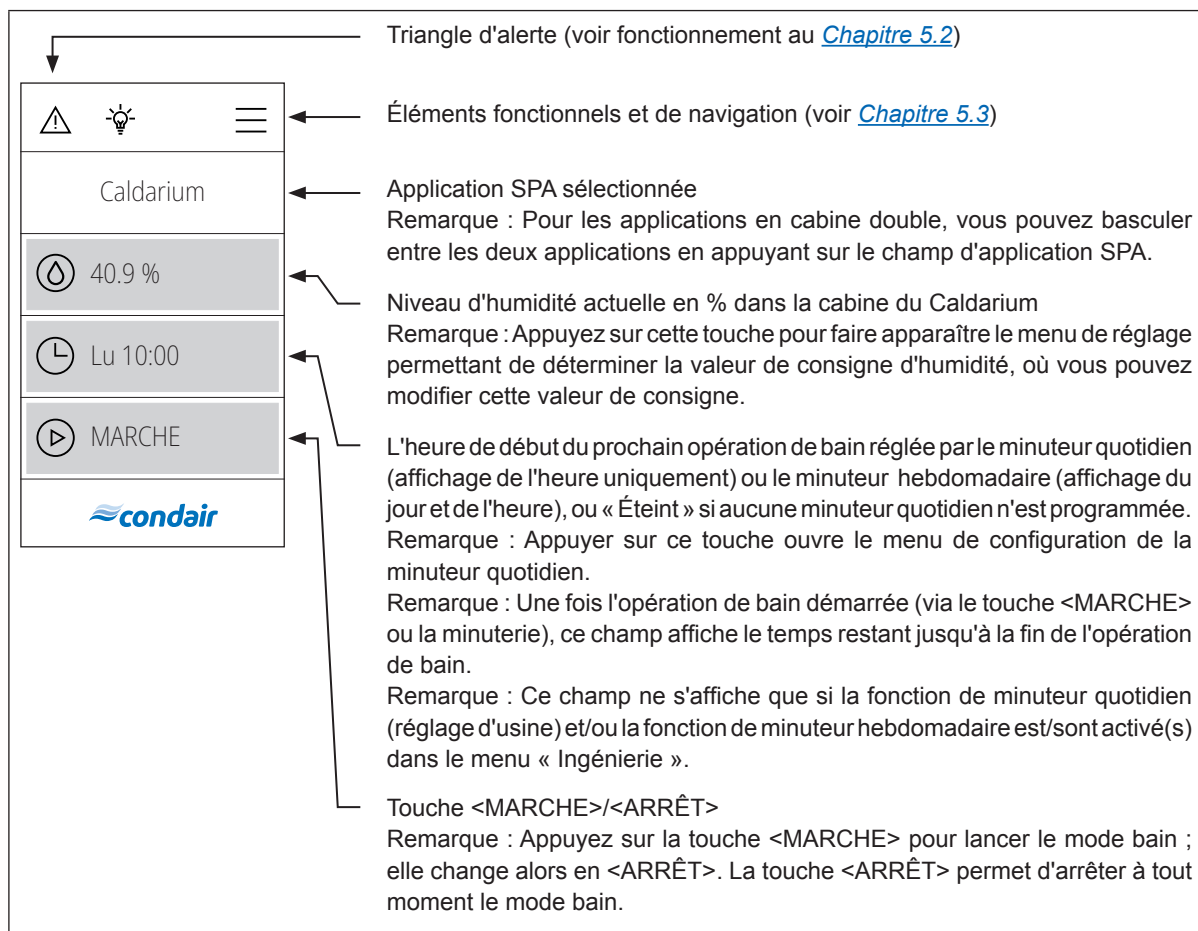 Triangle d'alerte (voir fonctionnement au Chapitre 5.2)
Éléments fonctionnels et de navigation (voir Chapitre 5.3)
Caldarium
40.9 %
Lu 10:00
MARCHE
condair
Application SPA sélectionnée
Remarque : Pour les applications en cabine double, vous pouvez basculer
entre les deux applications en appuyant sur le champ d'application SPA.
Niveau d'humidité actuelle en % dans la cabine du Caldarium
Remarque : Appuyez sur cette touche pour faire apparaître le menu de réglage
permettant de déterminer la valeur de consigne d'humidité, où vous pouvez
modifier cette valeur de consigne.
L'heure de début du prochain opération de bain réglée par le minuteur quotidien
(affichage de l'heure uniquement) ou le minuteur hebdomadaire (affichage du
jour et de l'heure), ou « Éteint » si aucune minuteur quotidien n'est programmée.
Remarque : Appuyer sur ce touche ouvre le menu de configuration de la
minuteur quotidien.
Remarque : Une fois l'opération de bain démarrée (via le touche <MARCHE>
ou la minuterie), ce champ affiche le temps restant jusqu'à la fin de l'opération
de bain.
Remarque : Ce champ ne s'affiche que si la fonction de minuteur quotidien
(réglage d'usine) et/ou la fonction de minuteur hebdomadaire est/sont activé(s)
dans le menu « Ingénierie ».
Touche <MARCHE>/<ARRÊT>
Remarque : Appuyez sur la touche <MARCHE> pour lancer le mode bain ;
elle change alors en <ARRÊT>. La touche <ARRÊT> permet d'arrêter à tout
moment le mode bain.